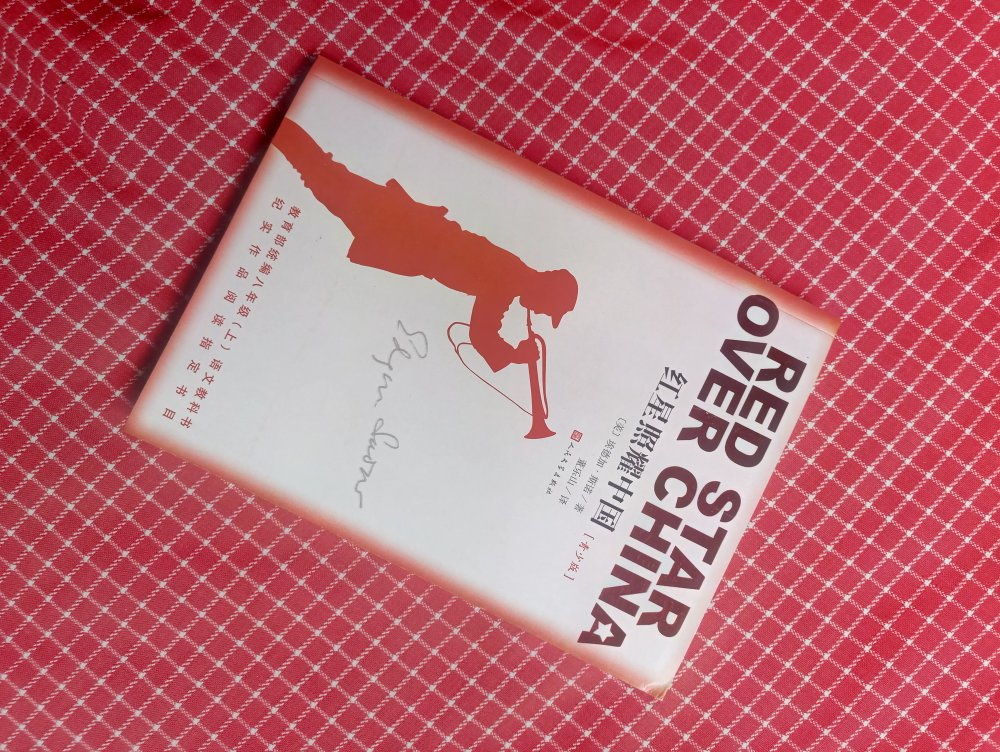 RED STAR
OVER CHINA
红星照耀中国
[青少版]
〔美〕埃德加·斯诺／著
董乐山／译
人民文学出版社
Edgar Snow
教育部统编八年级（上）语文教科书
纪实作品阅读指定书目